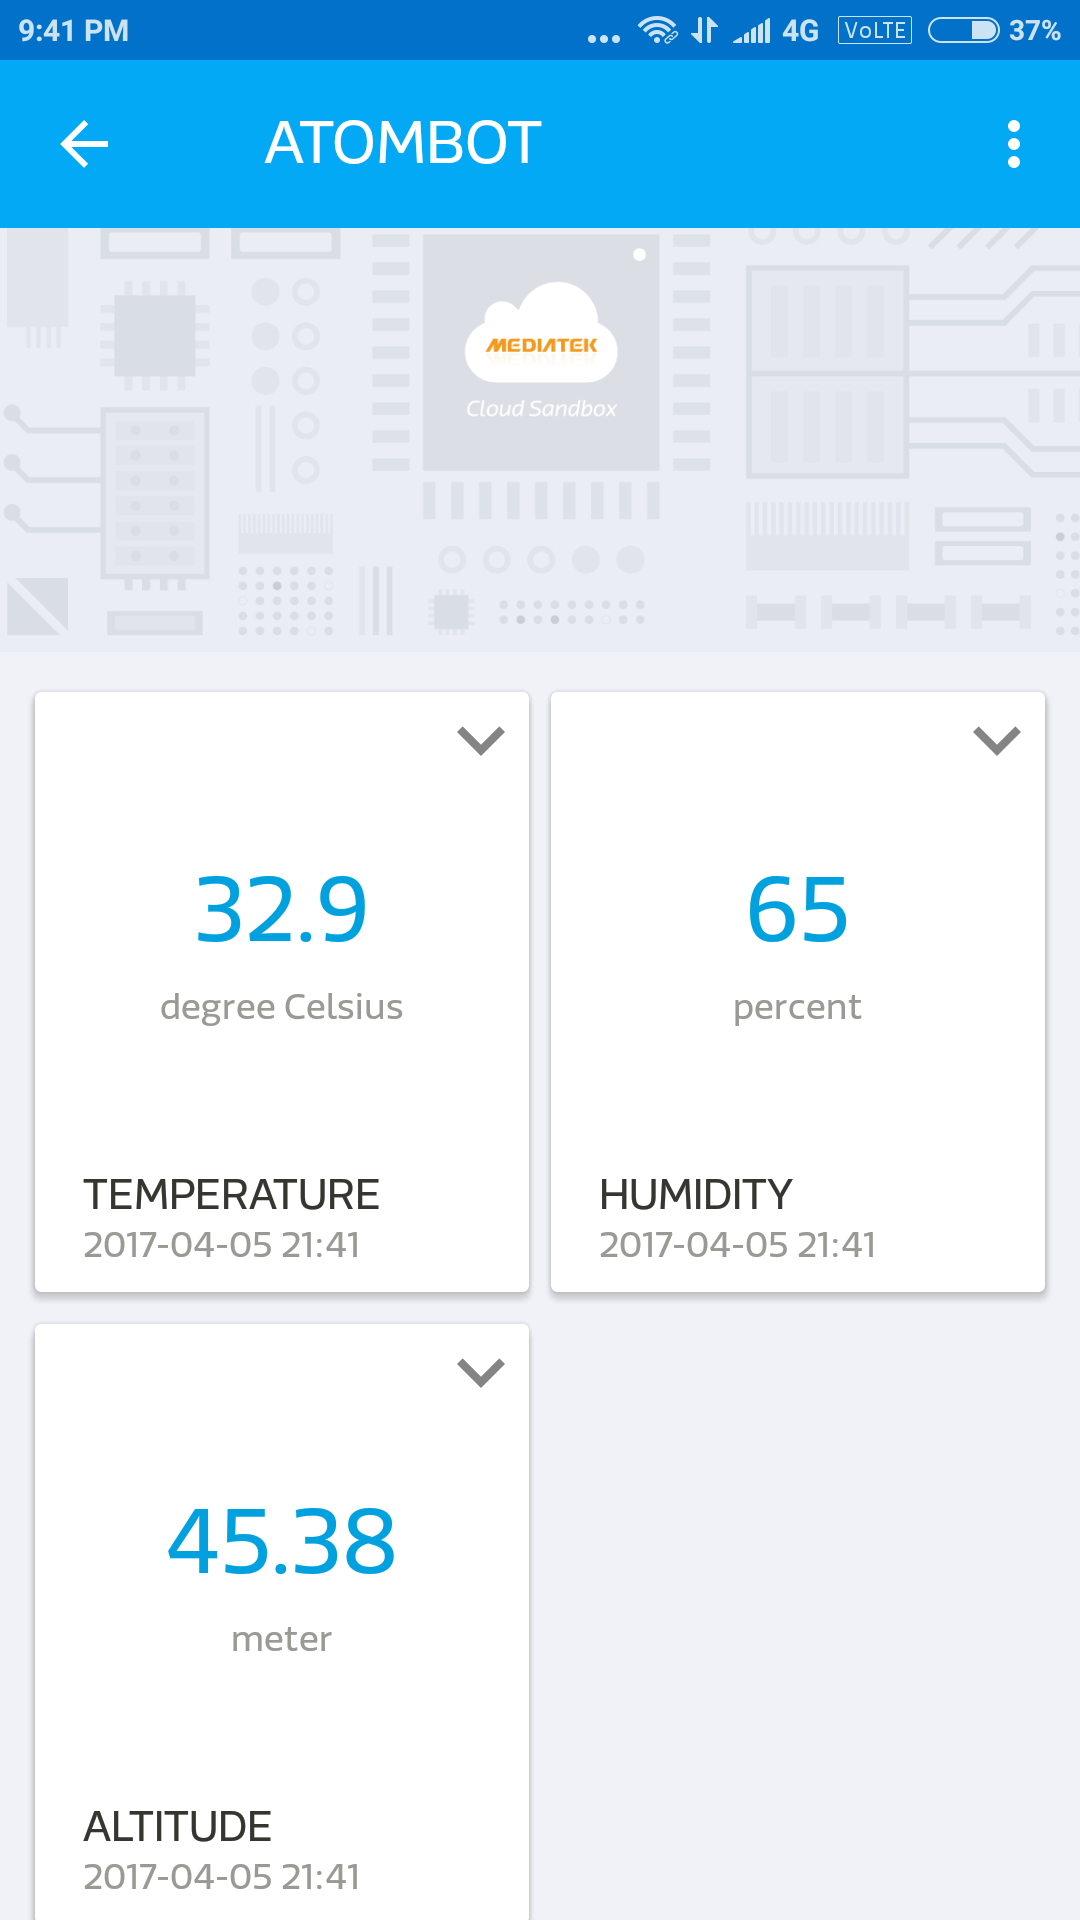 9:41 PM
4G VoLTE 37%
ATOMBOT
MEDIATEK
Cloud Sandbox
32.9
degree Celsius
TEMPERATURE
2017-04-05 21:41
65
percent
HUMIDITY
2017-04-05 21:41
45.38
meter
ALTITUDE
2017-04-05 21:41